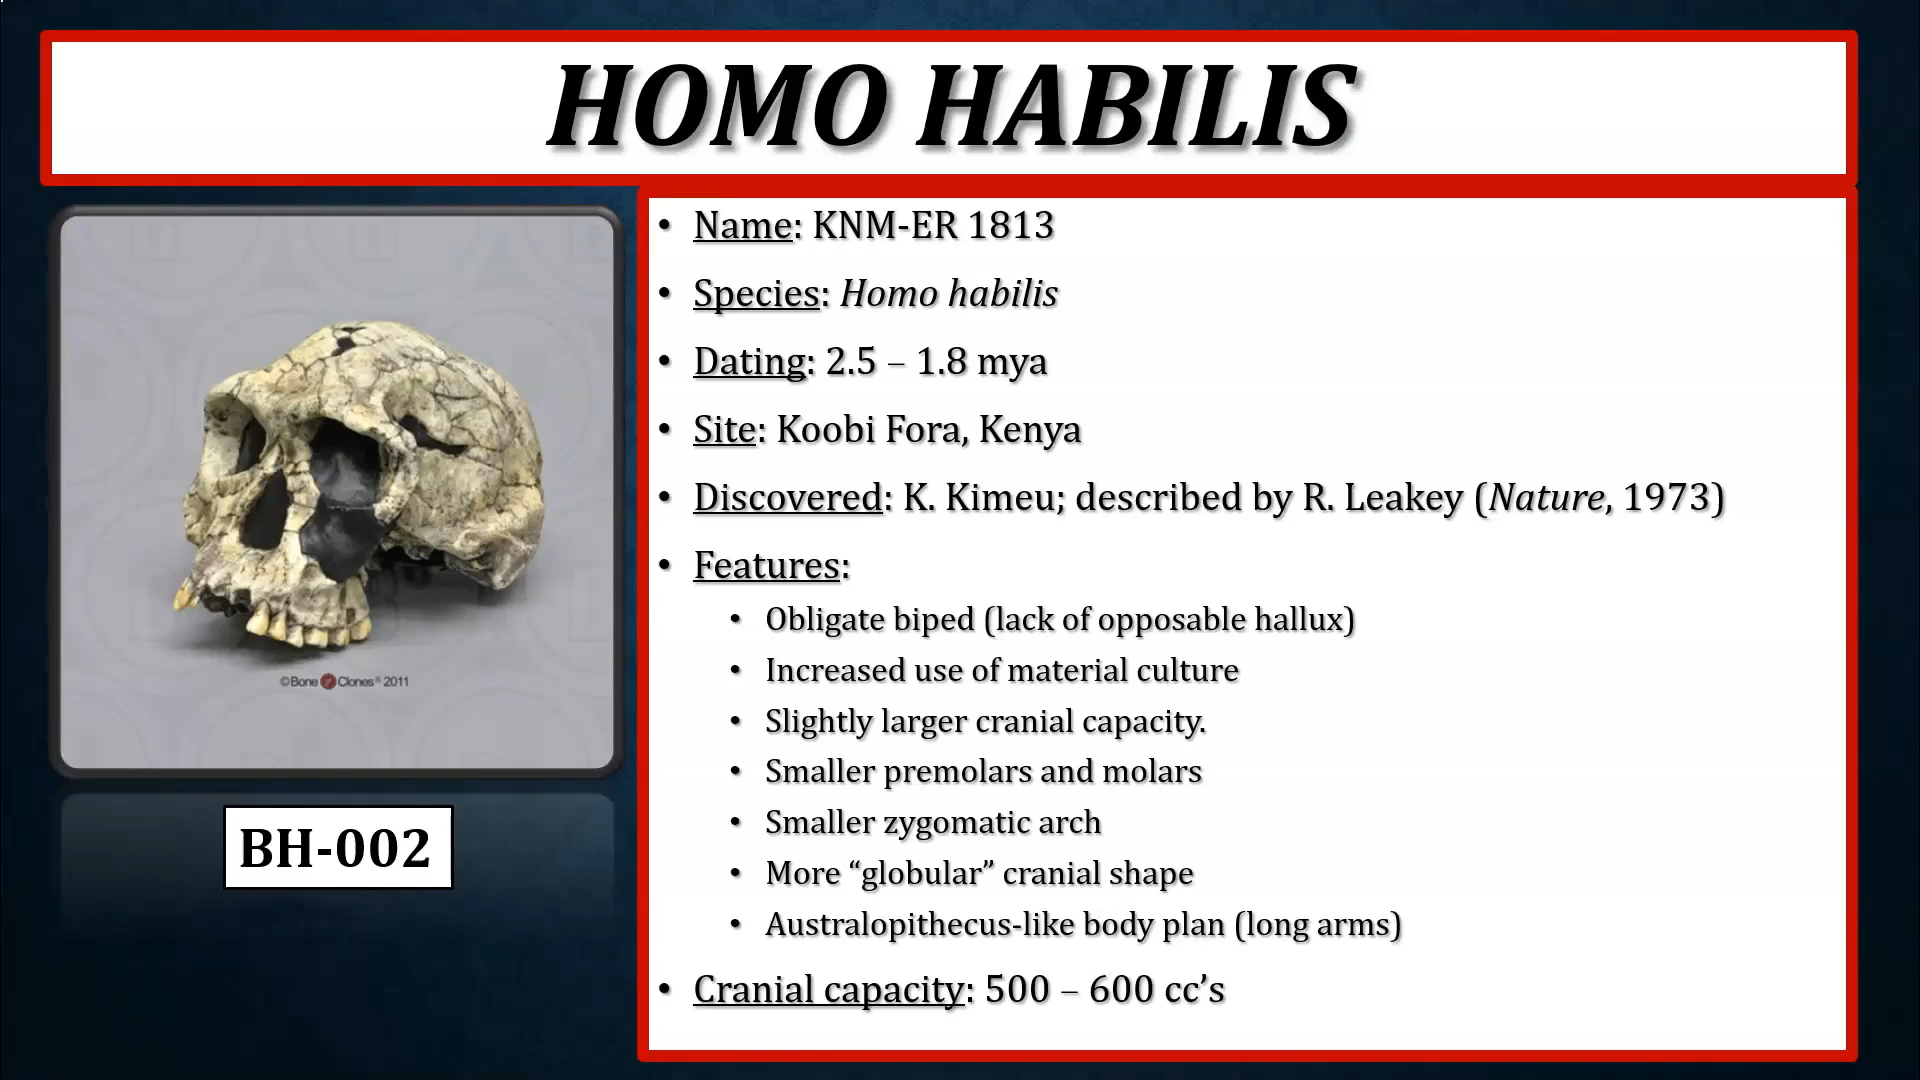 HOMO HABILIS
• Name: KNM-ER 1813
• Species: Homo habilis
• Dating: 2.5 – 1.8 mya
• Site: Koobi Fora, Kenya
• Discovered: K. Kimeu; described by R. Leakey (Nature, 1973)
• Features:
• Obligate biped (lack of opposable hallux)
• Increased use of material culture
• Slightly larger cranial capacity.
• Smaller premolars and molars
• Smaller zygomatic arch
• More “globular” cranial shape
• Australopithecus-like body plan (long arms)
• Cranial capacity: 500 – 600 cc’s
©Bone Clones® 2011
BH-002